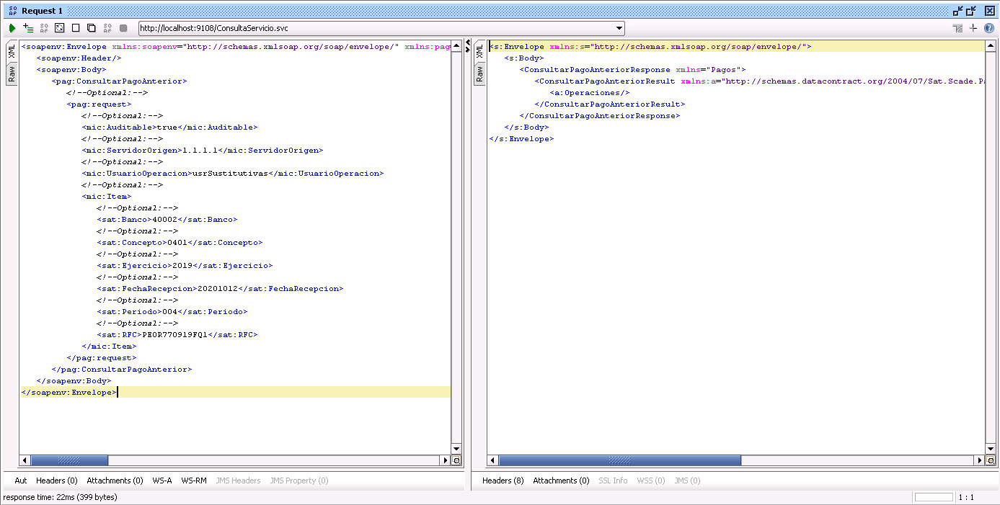 SO AP Request 1
SO AP SO AP http://localhost:9108/ConsultaServicio.svc
XML
Raw
<soapenv:Envelope xmlns:soapenv="http://schemas.xmlsoap.org/soap/envelope/" xmlns:pag
<soapenv:Header/>
<soapenv:Body>
<pag:ConsultarPagoAnterior>
<!--Optional:-->
<pag:request>
<!--Optional:-->
<mic:Auditable>true</mic:Auditable>
<!--Optional:-->
<mic:ServidorOrigen>1.1.1.1</mic:ServidorOrigen>
<!--Optional:-->
<mic:UsuarioOperacion>usrSustitutivas</mic:UsuarioOperacion>
<!--Optional:-->
<mic:Item>
<!--Optional:-->
<sat:Banco>40002</sat:Banco>
<!--Optional:-->
<sat:Concepto>0401</sat:Concepto>
<!--Optional:-->
<sat:Ejercicio>2019</sat:Ejercicio>
<!--Optional:-->
<sat:FechaRecepcion>20201012</sat:FechaRecepcion>
<!--Optional:-->
<sat:Periodo>004</sat:Periodo>
<!--Optional:-->
<sat:RFC>PEOR770919FQ1</sat:RFC>
</mic:Item>
</pag:request>
</pag:ConsultarPagoAnterior>
</soapenv:Body>
</soapenv:Envelope>
XML
Raw
<s:Envelope xmlns:s="http://schemas.xmlsoap.org/soap/envelope/">
<s:Body>
<ConsultarPagoAnteriorResponse xmlns="Pagos">
<ConsultarPagoAnteriorResult xmlns:a="http://schemas.datacontract.org/2004/07/Sat.Scade.Pa
<a:Operaciones/>
</ConsultarPagoAnteriorResult>
</ConsultarPagoAnteriorResponse>
</s:Body>
</s:Envelope>
Aut Headers (0) Attachments (0) WS-A WS-RM JMS Headers JMS Property (0)
Headers (8) Attachments (0) SSL Info WSS (0) JMS (0)
response time: 22ms (399 bytes)
1 : 1